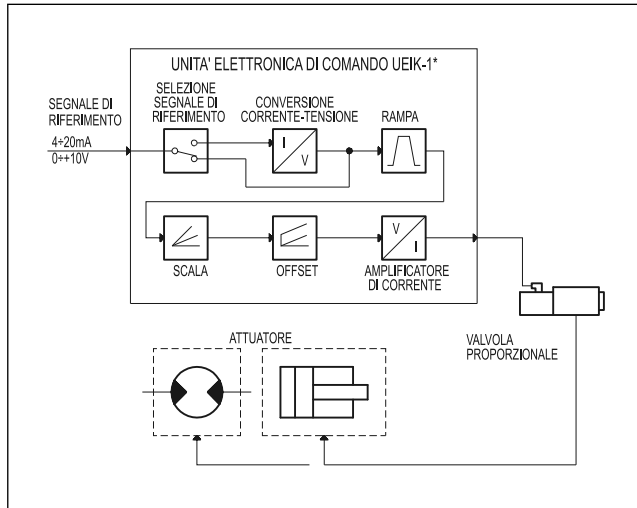 UNITA' ELETTRONICA DI COMANDO UEIK-1*
SELEZIONE
SEGNALE DI
RIFERIMENTO
CONVERSIONE
CORRENTE-TENSIONE
RAMPA
SEGNALE DI
RIFERIMENTO
4÷20mA
0÷+10V
I
V
SCALA
OFFSET
V
I
AMPLIFICATORE
DI CORRENTE
VALVOLA
PROPORZIONALE
ATTUATORE